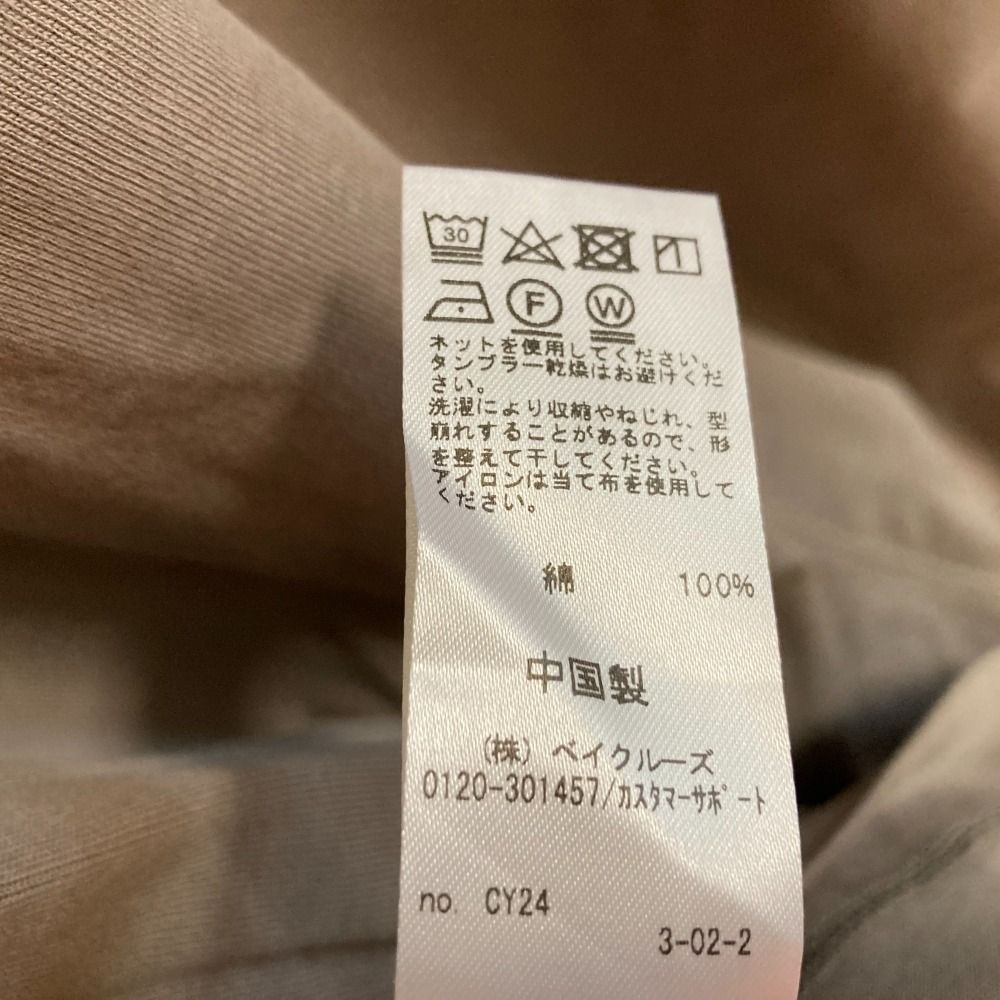 30
F W
ネットを使用してください。
タンブラー乾燥はお避けくだ
さい。
洗濯により収縮やねじれ、型
崩れすることがあるので、形
を整えて干してください。
アイロンは当て布を使用して
ください。
綿 100%
中国製
(株) ベイクルーズ
0120-301457/カスタマーサポート
no. CY24
3-02-2